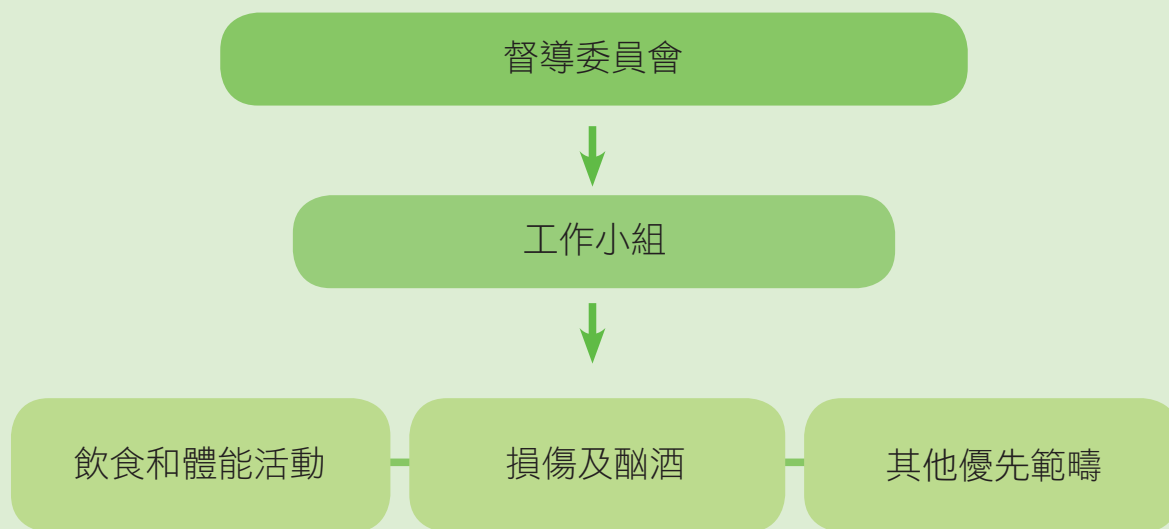 督導委員會
工作小組
飲食和體能活動
損傷及酗酒
其他優先範疇